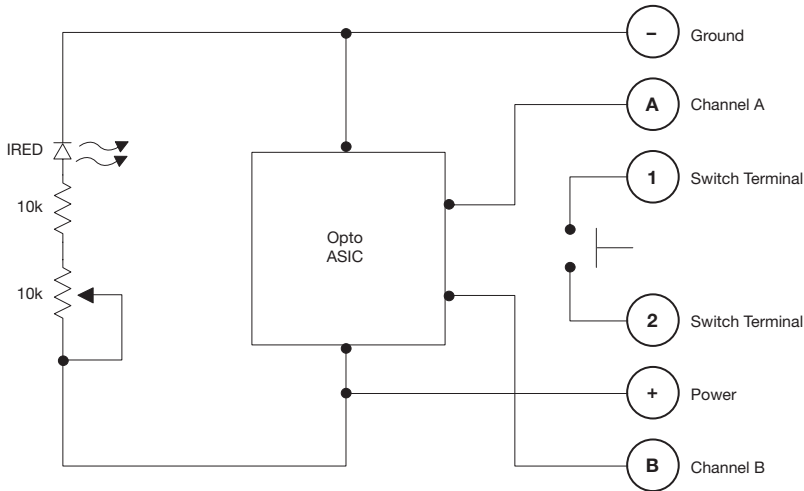 − Ground
A Channel A
IRED
1 Switch Terminal
10k
Opto
ASIC
10k
2 Switch Terminal
+ Power
B Channel B